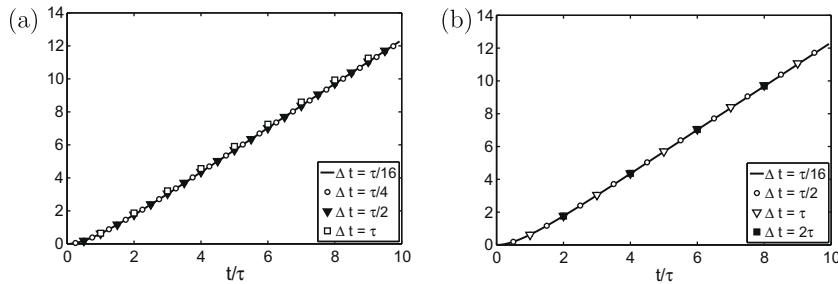 (a)
14
12
10
8
6
4
2
0
0 2 4 6 8 10
t/τ
Δ t = τ/16
Δ t = τ/4
Δ t = τ/2
Δ t = τ
(b)
14
12
10
8
6
4
2
0
0 2 4 6 8 10
t/τ
Δ t = τ/16
Δ t = τ/2
Δ t = τ
Δ t = 2τ